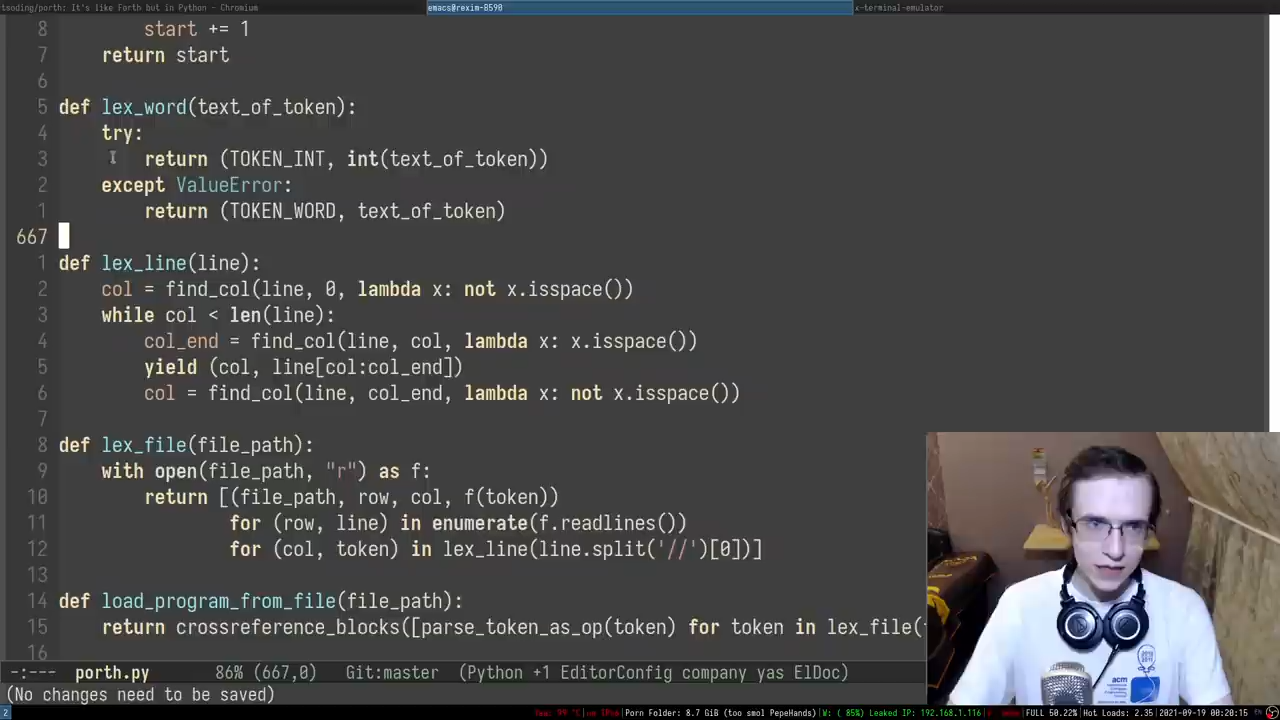 tsoding/porth: It's like Forth but in Python - Chromium emacs@rexim-B590 x-terminal-emulator
8 start += 1
7 return start
6
5 def lex_word(text_of_token):
4 try:
3 return (TOKEN_INT, int(text_of_token))
2 except ValueError:
1 return (TOKEN_WORD, text_of_token)
667
1 def lex_line(line):
2 col = find_col(line, 0, lambda x: not x.isspace())
3 while col < len(line):
4 col_end = find_col(line, col, lambda x: x.isspace())
5 yield (col, line[col:col_end])
6 col = find_col(line, col_end, lambda x: not x.isspace())
7
8 def lex_file(file_path):
9 with open(file_path, "r") as f:
10 return [(file_path, row, col, f(token))
11 for (row, line) in enumerate(f.readlines())
12 for (col, token) in lex_line(line.split('//')[0])]
13
14 def load_program_from_file(file_path):
15 return crossreference_blocks([parse_token_as_op(token) for token in lex_file(
16
-:--- porth.py 86% (667,0) Git:master (Python +1 EditorConfig company yas ElDoc)
(No changes need to be saved)
2 Porn Folder: 8.7 GiB (too smol PepeHands) W: ( 85%) Leaked IP: 192.168.1.116 FULL 50.22% Hot Loads: 2.35 2021-09-19 00:20:15
acm